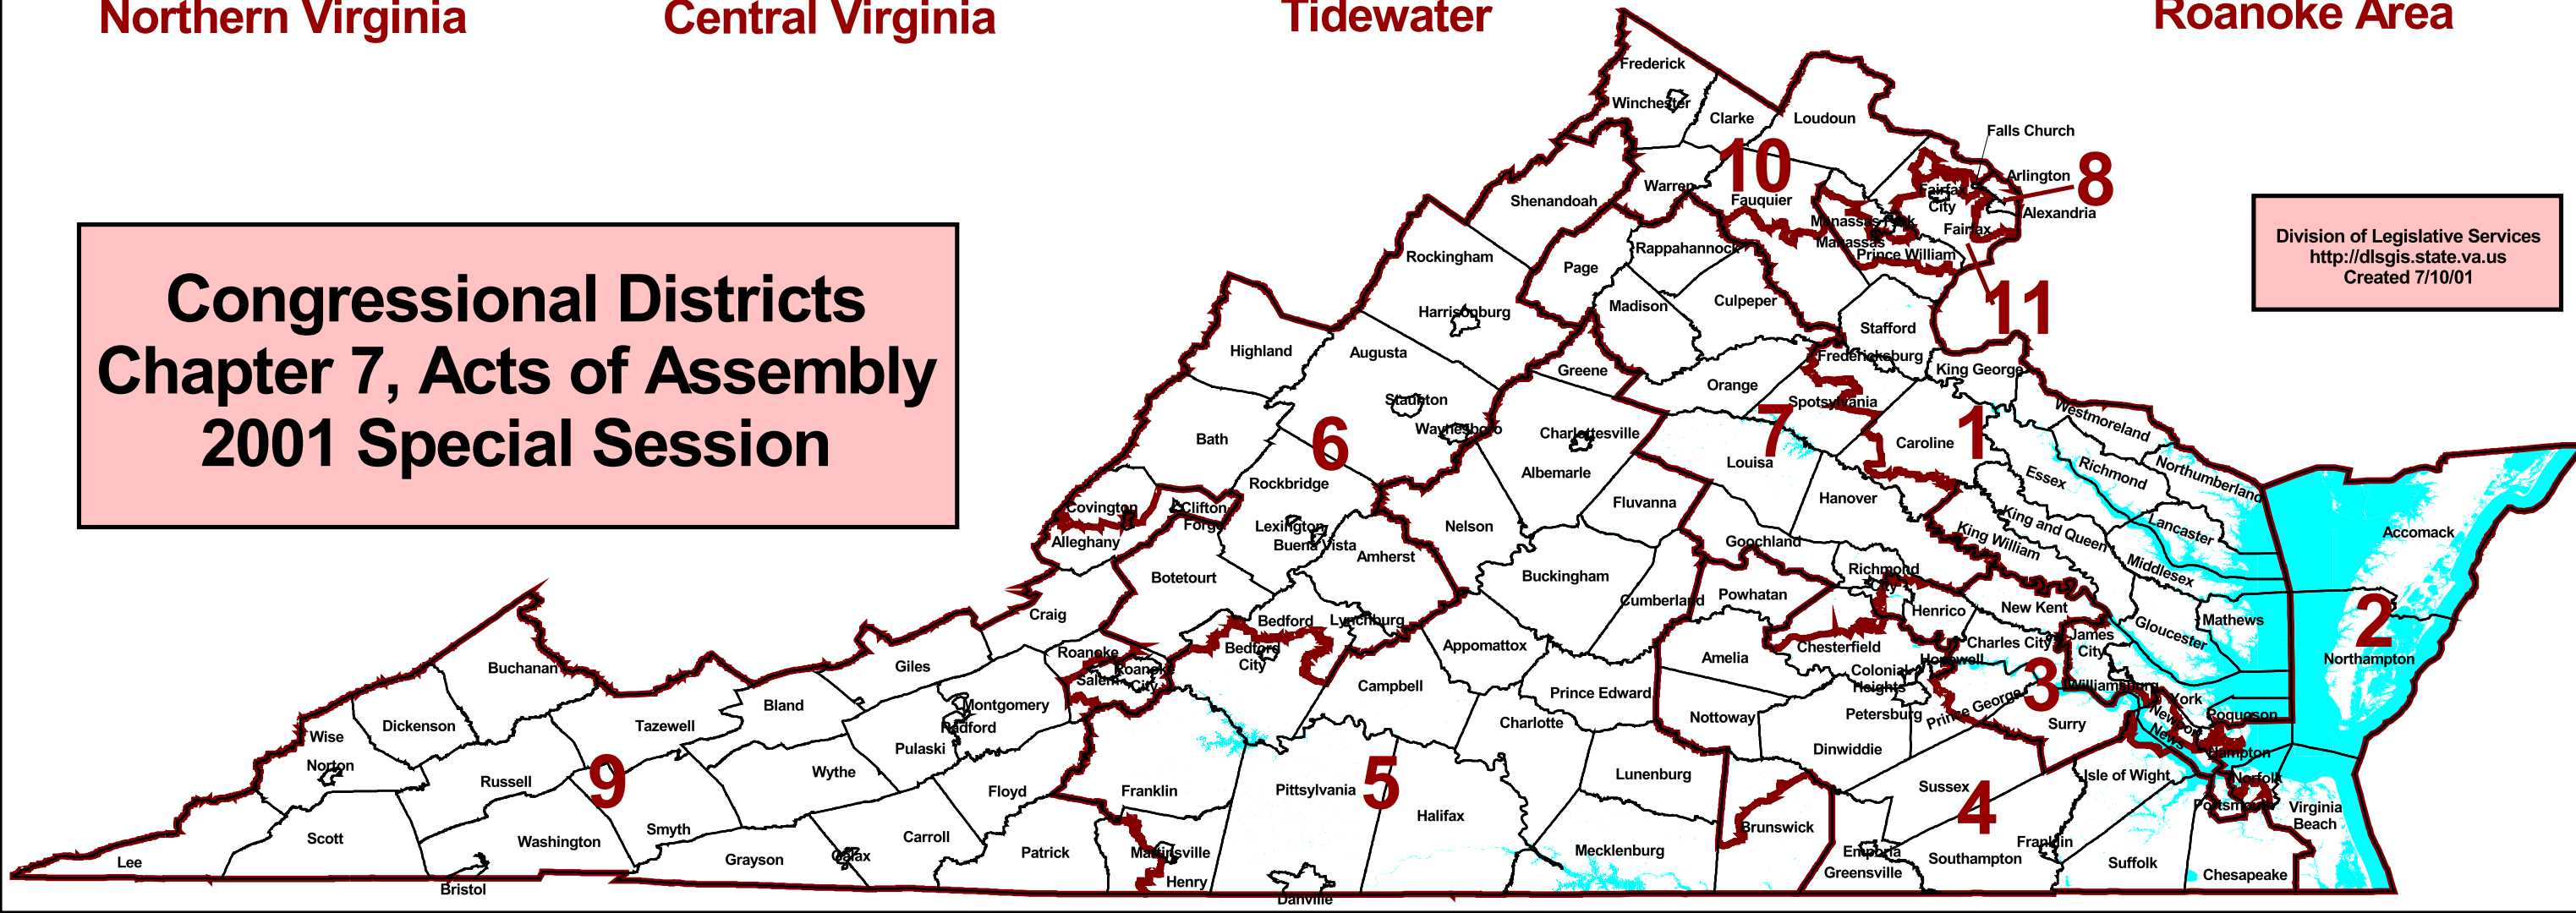 Northern Virginia
Central Virginia
Tidewater
Roanoke Area
Congressional Districts
Chapter 7, Acts of Assembly
2001 Special Session
Division of Legislative Services
http://dlsgis.state.va.us
Created 7/10/01
Frederick
Winchester
Clarke
Loudoun
Falls Church
10
8
Arlington
Warren
Fauquier
Fairfax
City
Alexandria
Shenandoah
Manassas Park
Fairfax
Manassas
Prince William
Rappahannock
Rockingham
Page
11
Madison
Culpeper
Harrisonburg
Stafford
Highland
Augusta
Fredericksburg
Greene
King George
Orange
Staunton
Spotsylvania
Westmoreland
6
7
1
Waynesboro
Charlottesville
Bath
Caroline
Louisa
Albemarle
Essex
Richmond
Northumberland
Rockbridge
Hanover
Fluvanna
Covington
Clifton
Forge
Lexington
Nelson
King and Queen
Lancaster
Accomack
Alleghany
Buena Vista
Goochland
King William
Amherst
Middlesex
Botetourt
Buckingham
Richmond
City
Cumberland
Powhatan
Henrico
New Kent
2
Craig
Bedford
Lynchburg
Mathews
Gloucester
Charles City
James
City
Appomattox
Chesterfield
Roanoke
Bedford
City
Amelia
Hopewell
Northampton
Buchanan
Giles
Roanoke
City
Salem
Colonial
Heights
3
Campbell
Williamsburg
Prince Edward
York
Bland
Montgomery
Prince George
Poquoson
Dickenson
Tazewell
Radford
Charlotte
Nottoway
Petersburg
Surry
Newport
News
Wise
Pulaski
Dinwiddie
Hampton
Norton
Russell
9
Wythe
Lunenburg
Isle of Wight
Norfolk
Floyd
Franklin
Pittsylvania
5
Sussex
4
Portsmouth
Virginia
Beach
Halifax
Scott
Washington
Smyth
Carroll
Brunswick
Franklin
Lee
Grayson
Galax
Patrick
Martinsville
Mecklenburg
Emporia
Southampton
Suffolk
Greensville
Chesapeake
Bristol
Henry
Danville